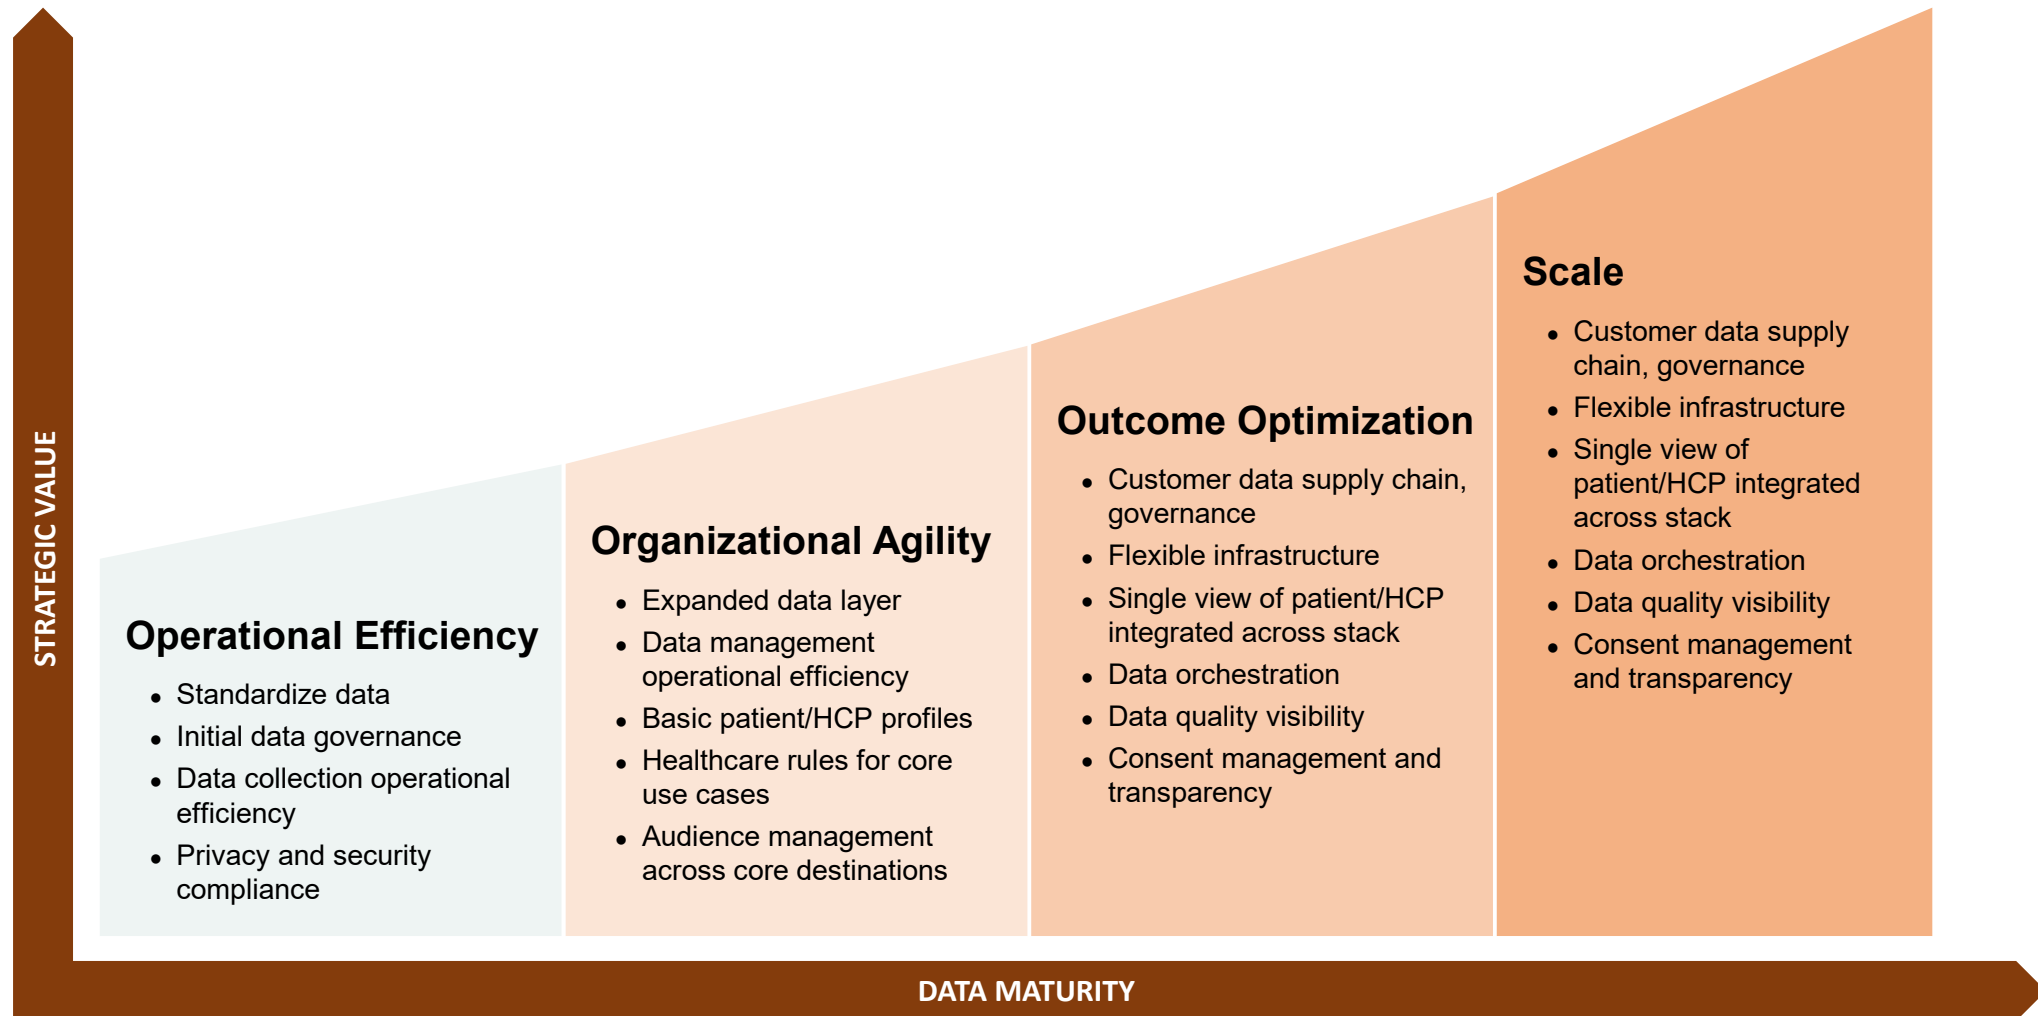 STRATEGIC VALUE
Operational Efficiency
• Standardize data
• Initial data governance
• Data collection operational
efficiency
• Privacy and security
compliance
Organizational Agility
• Expanded data layer
• Data management
operational efficiency
• Basic patient/HCP profiles
• Healthcare rules for core
use cases
• Audience management
across core destinations
Outcome Optimization
• Customer data supply chain,
governance
• Flexible infrastructure
• Single view of patient/HCP
integrated across stack
• Data orchestration
• Data quality visibility
• Consent management and
transparency
Scale
• Customer data supply
chain, governance
• Flexible infrastructure
• Single view of
patient/HCP integrated
across stack
• Data orchestration
• Data quality visibility
• Consent management
and transparency
DATA MATURITY